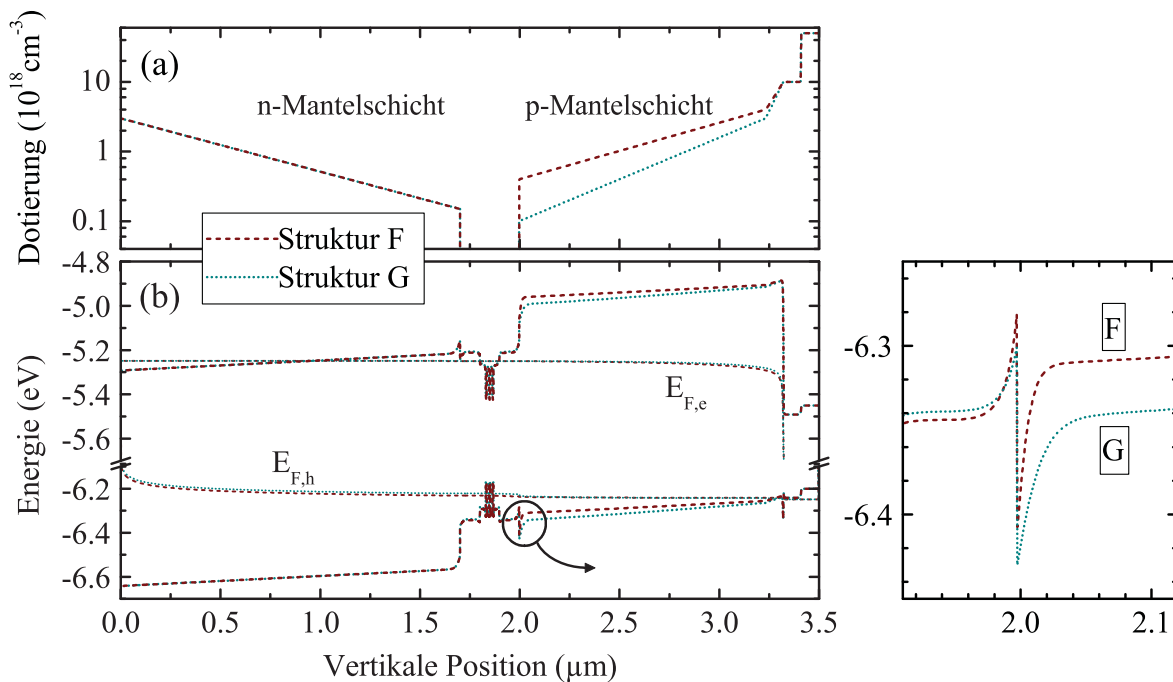 (a)
n-Mantelschicht
p-Mantelschicht
Dotierung (10^18 cm^-3)
10
1
0.1
Struktur F
Struktur G
(b)
Energie (eV)
-4.8
-5.0
-5.2
-5.4
-5.6
-6.2
-6.4
-6.6
E_F,e
E_F,h
0.0 0.5 1.0 1.5 2.0 2.5 3.0 3.5
Vertikale Position (µm)
-6.3
-6.4
F
G
2.0 2.1